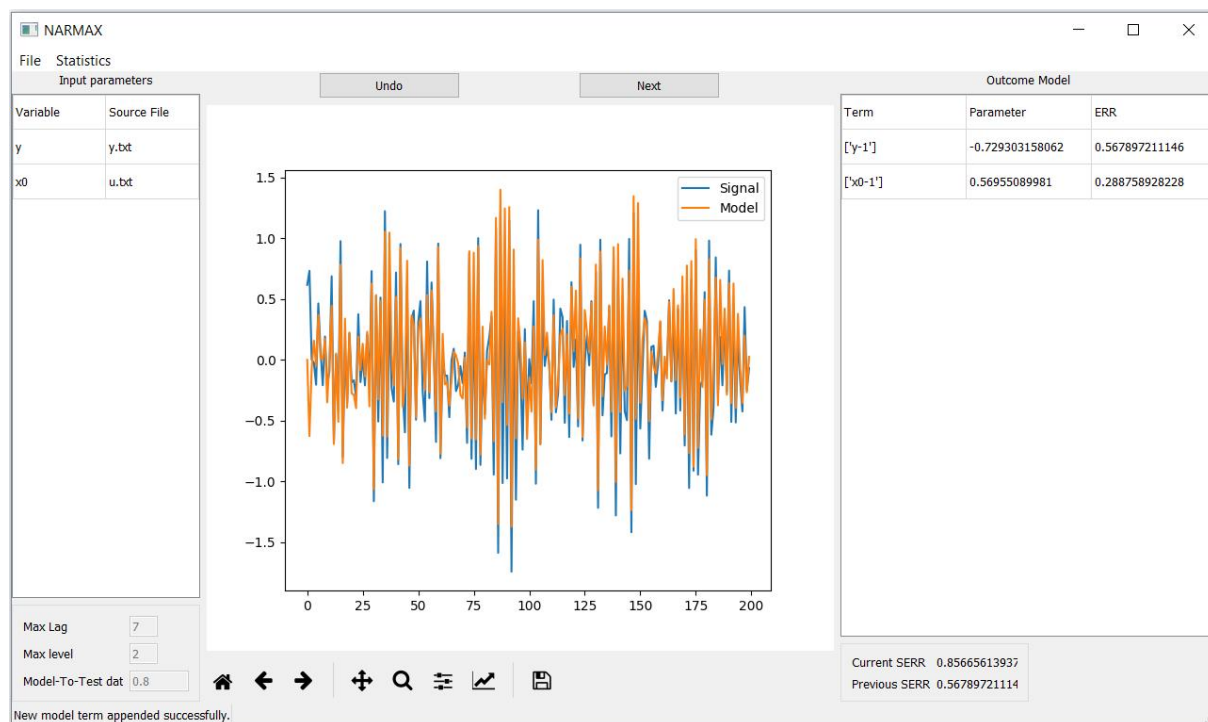 NARMAX
File Statistics
Input parameters
Undo
Next
Outcome Model
Variable Source File
y y.txt
x0 u.txt
Term Parameter ERR
['y-1'] -0.729303158062 0.567897211146
['x0-1'] 0.56955089981 0.288758928228
Signal
Model
1.5
1.0
0.5
0.0
−0.5
−1.0
−1.5
0 25 50 75 100 125 150 175 200
Max Lag 7
Max level 2
Model-To-Test dat 0.8
Current SERR 0.85665613937
Previous SERR 0.56789721114
New model term appended successfully.